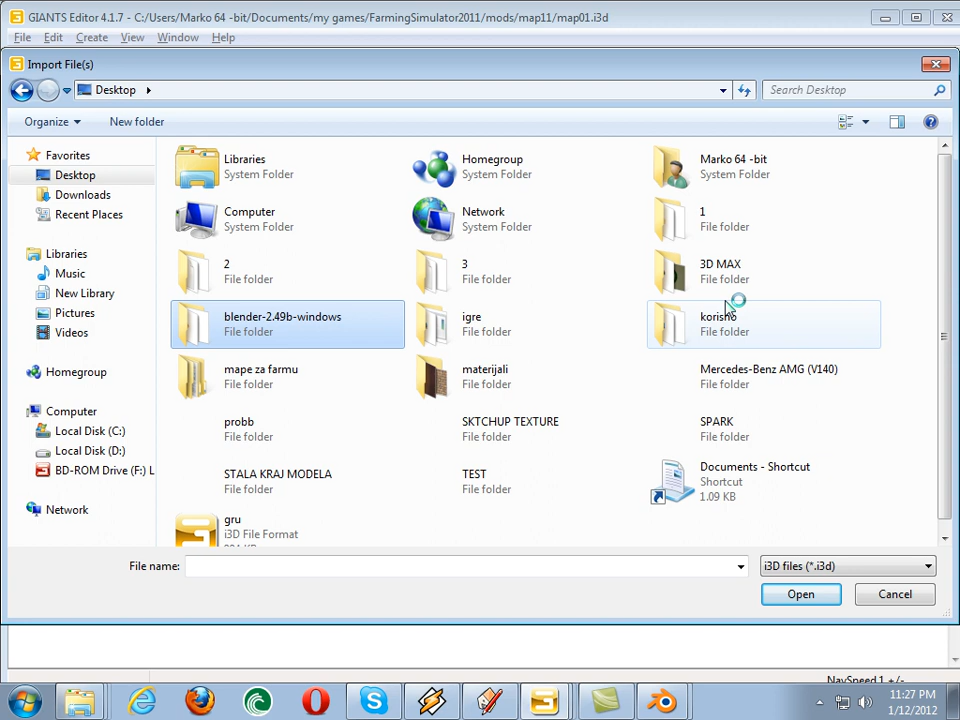 GIANTS Editor 4.1.7 - C:/Users/Marko 64 -bit/Documents/my games/FarmingSimulator2011/mods/map11/map01.i3d
File Edit Create View Window Help
Import File(s)
Desktop
Search Desktop
Organize New folder
Favorites
Desktop
Downloads
Recent Places
Libraries
Music
New Library
Pictures
Videos
Homegroup
Computer
Local Disk (C:)
Local Disk (D:)
BD-ROM Drive (F:) L
Network
Libraries
System Folder
Homegroup
System Folder
Marko 64 -bit
System Folder
Computer
System Folder
Network
System Folder
1
File folder
2
File folder
3
File folder
3D MAX
File folder
blender-2.49b-windows
File folder
igre
File folder
File folder
mape za farmu
File folder
materijali
File folder
Mercedes-Benz AMG (V140)
File folder
probb
File folder
SKTCHUP TEXTURE
File folder
SPARK
File folder
STALA KRAJ MODELA
File folder
TEST
File folder
Documents - Shortcut
Shortcut
1.09 KB
gru
i3D File Format
File name:
i3D files (*.i3d)
Open Cancel
NavSpeed 1 +/-
11:27 PM
1/12/2012